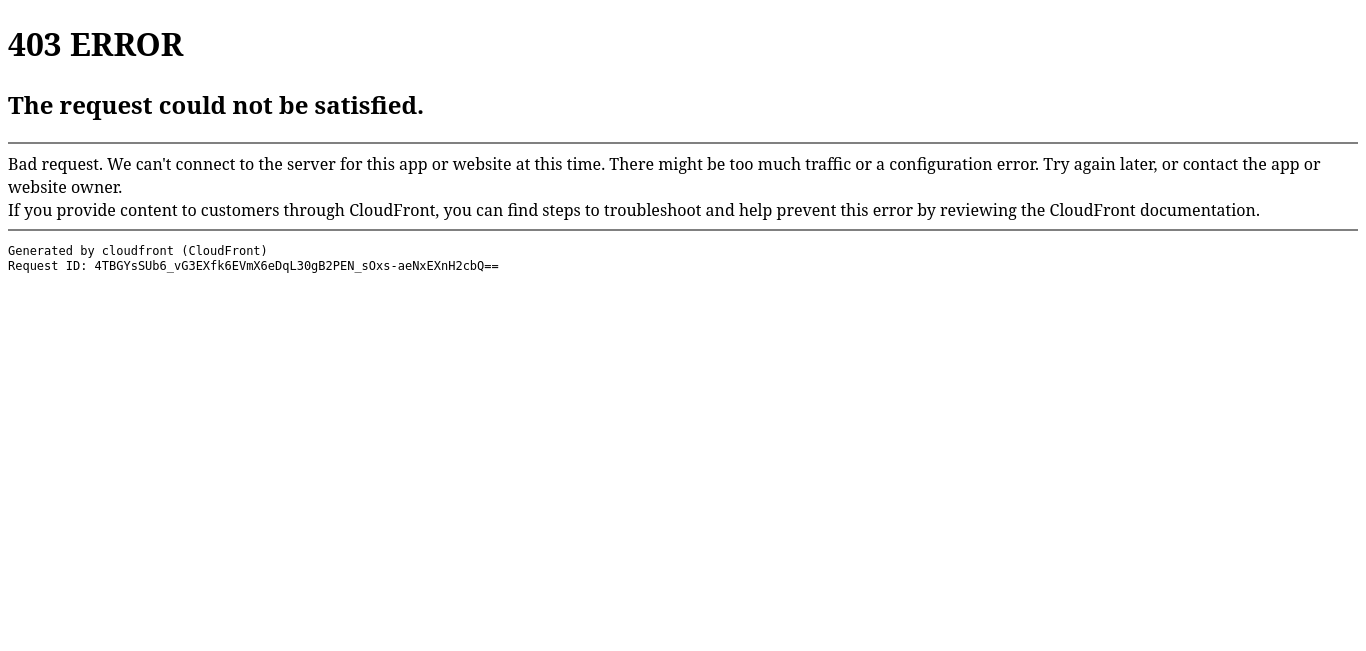 403 ERROR
The request could not be satisfied.
Bad request. We can't connect to the server for this app or website at this time. There might be too much traffic or a configuration error. Try again later, or contact the app or
website owner.
If you provide content to customers through CloudFront, you can find steps to troubleshoot and help prevent this error by reviewing the CloudFront documentation.
Generated by cloudfront (CloudFront)
Request ID: 4TBGYsSUb6_vG3EXfk6EVmX6eDqL30gB2PEN_sOxs-aeNxEXnH2cbQ==